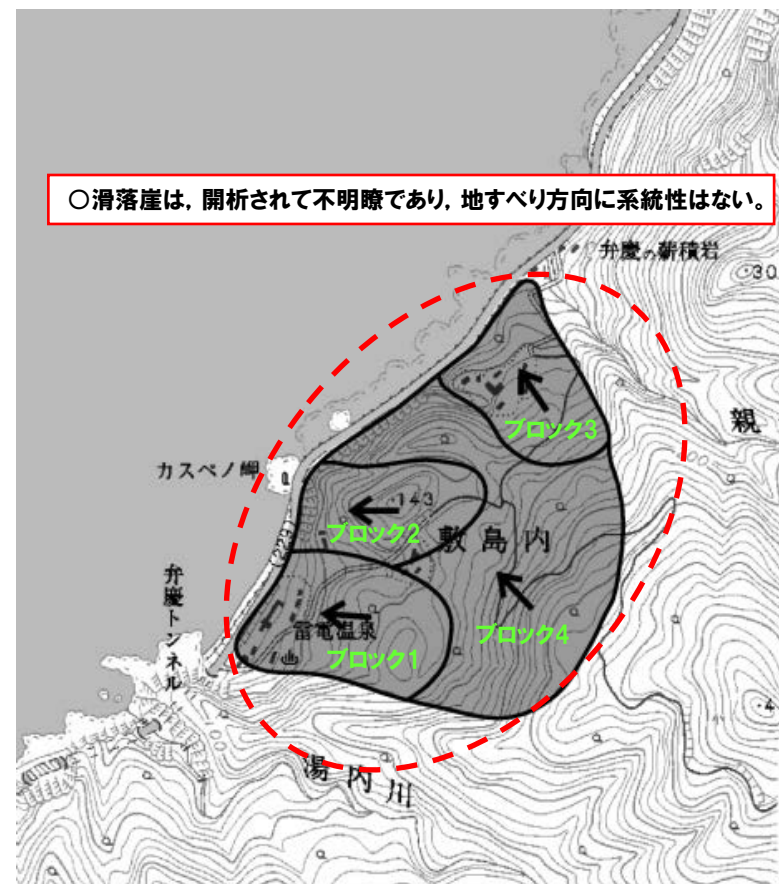 ○滑落崖は，開析されて不明瞭であり，地すべり方向に系統性はない。
弁慶の薪積岩
30
親
ブロック3
カスペノ岬
143
ブロック2
敷島内
(229)
弁慶トンネル
雷電温泉
ブロック1
ブロック4
4
湯内川